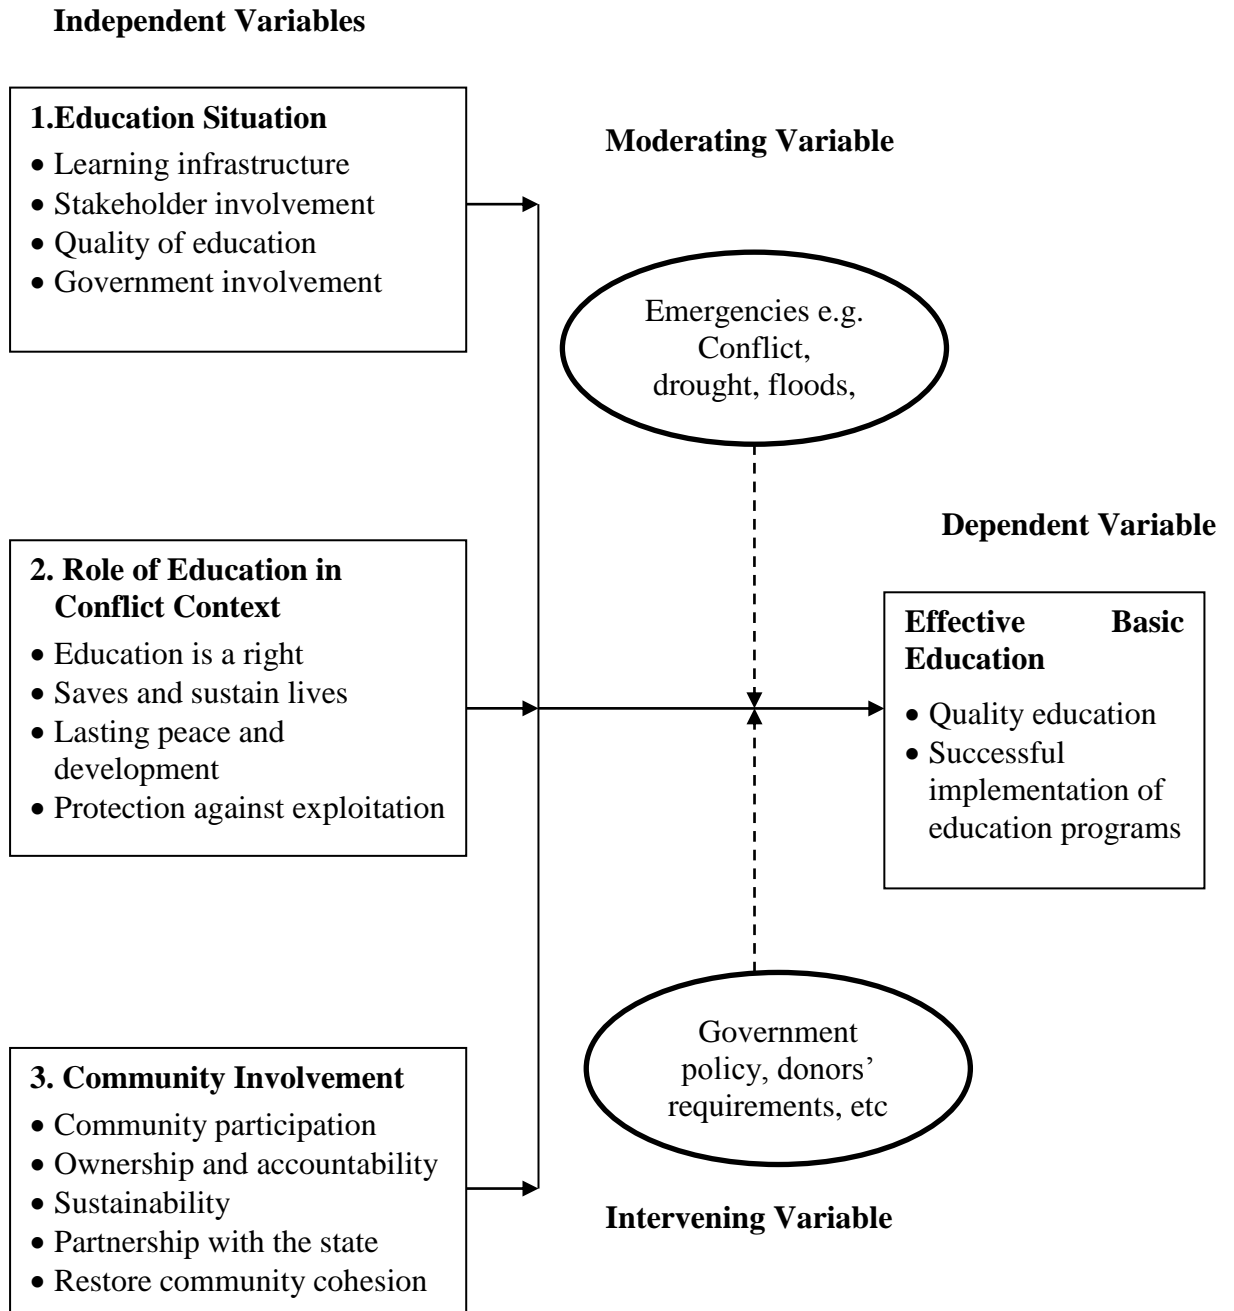 Independent Variables
1.Education Situation
• Learning infrastructure
• Stakeholder involvement
• Quality of education
• Government involvement
Moderating Variable
Emergencies e.g.
Conflict,
drought, floods,
2. Role of Education in
Conflict Context
• Education is a right
• Saves and sustain lives
• Lasting peace and
development
• Protection against exploitation
Dependent Variable
Effective Basic
Education
• Quality education
• Successful
implementation of
education programs
3. Community Involvement
• Community participation
• Ownership and accountability
• Sustainability
• Partnership with the state
• Restore community cohesion
Government
policy, donors’
requirements, etc
Intervening Variable